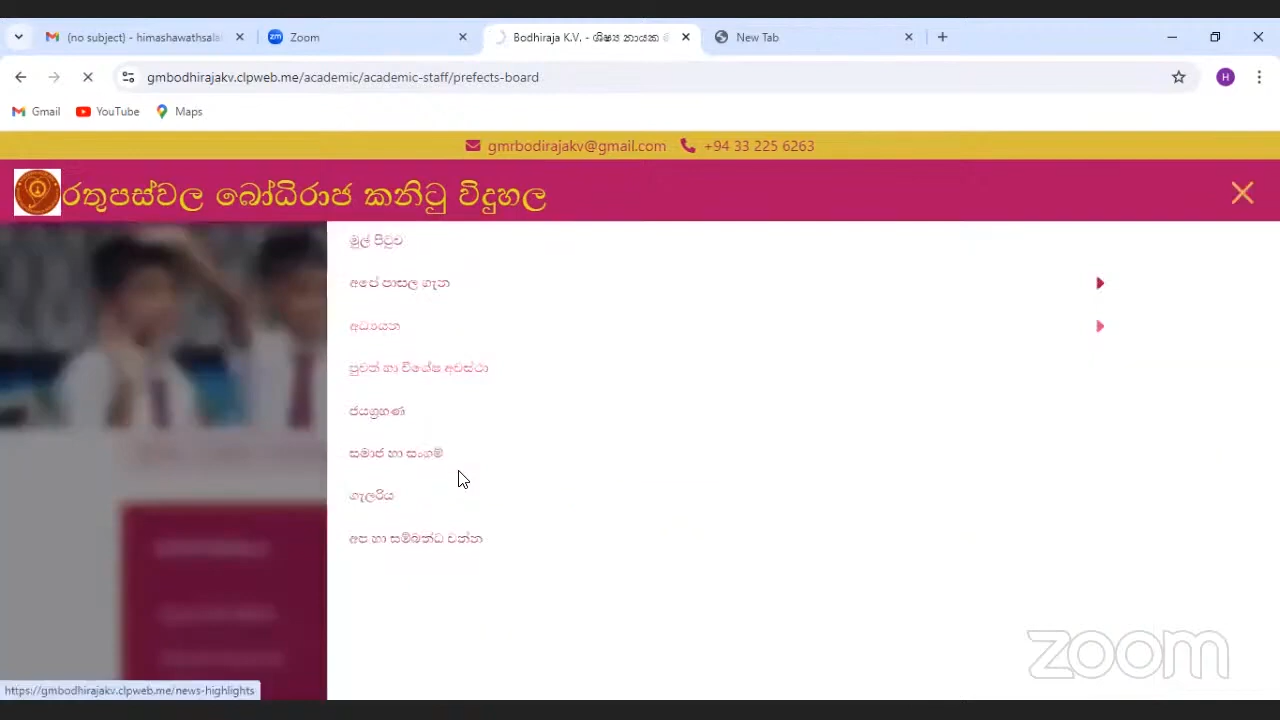 (no subject) - himashawathsala
Zoom
Bodhiraja K.V. - ශිෂ්‍ය නායක ම
New Tab
gmbodhirajakv.clpweb.me/academic/academic-staff/prefects-board
H
Gmail
YouTube
Maps
gmrbodirajakv@gmail.com
+94 33 225 6263
රතුපස්වල බෝධිරාජ කනිටු විදුහල
මුල් පිටුව
අපේ පාසල ගැන
අධ්‍යයන
පුවත් හා විශේෂ අවස්ථා
ජයග්‍රහණ
සමාජ හා සංගම්
ගැලරිය
අප හා සම්බන්ධ වන්න
zoom
https://gmbodhirajakv.clpweb.me/news-highlights